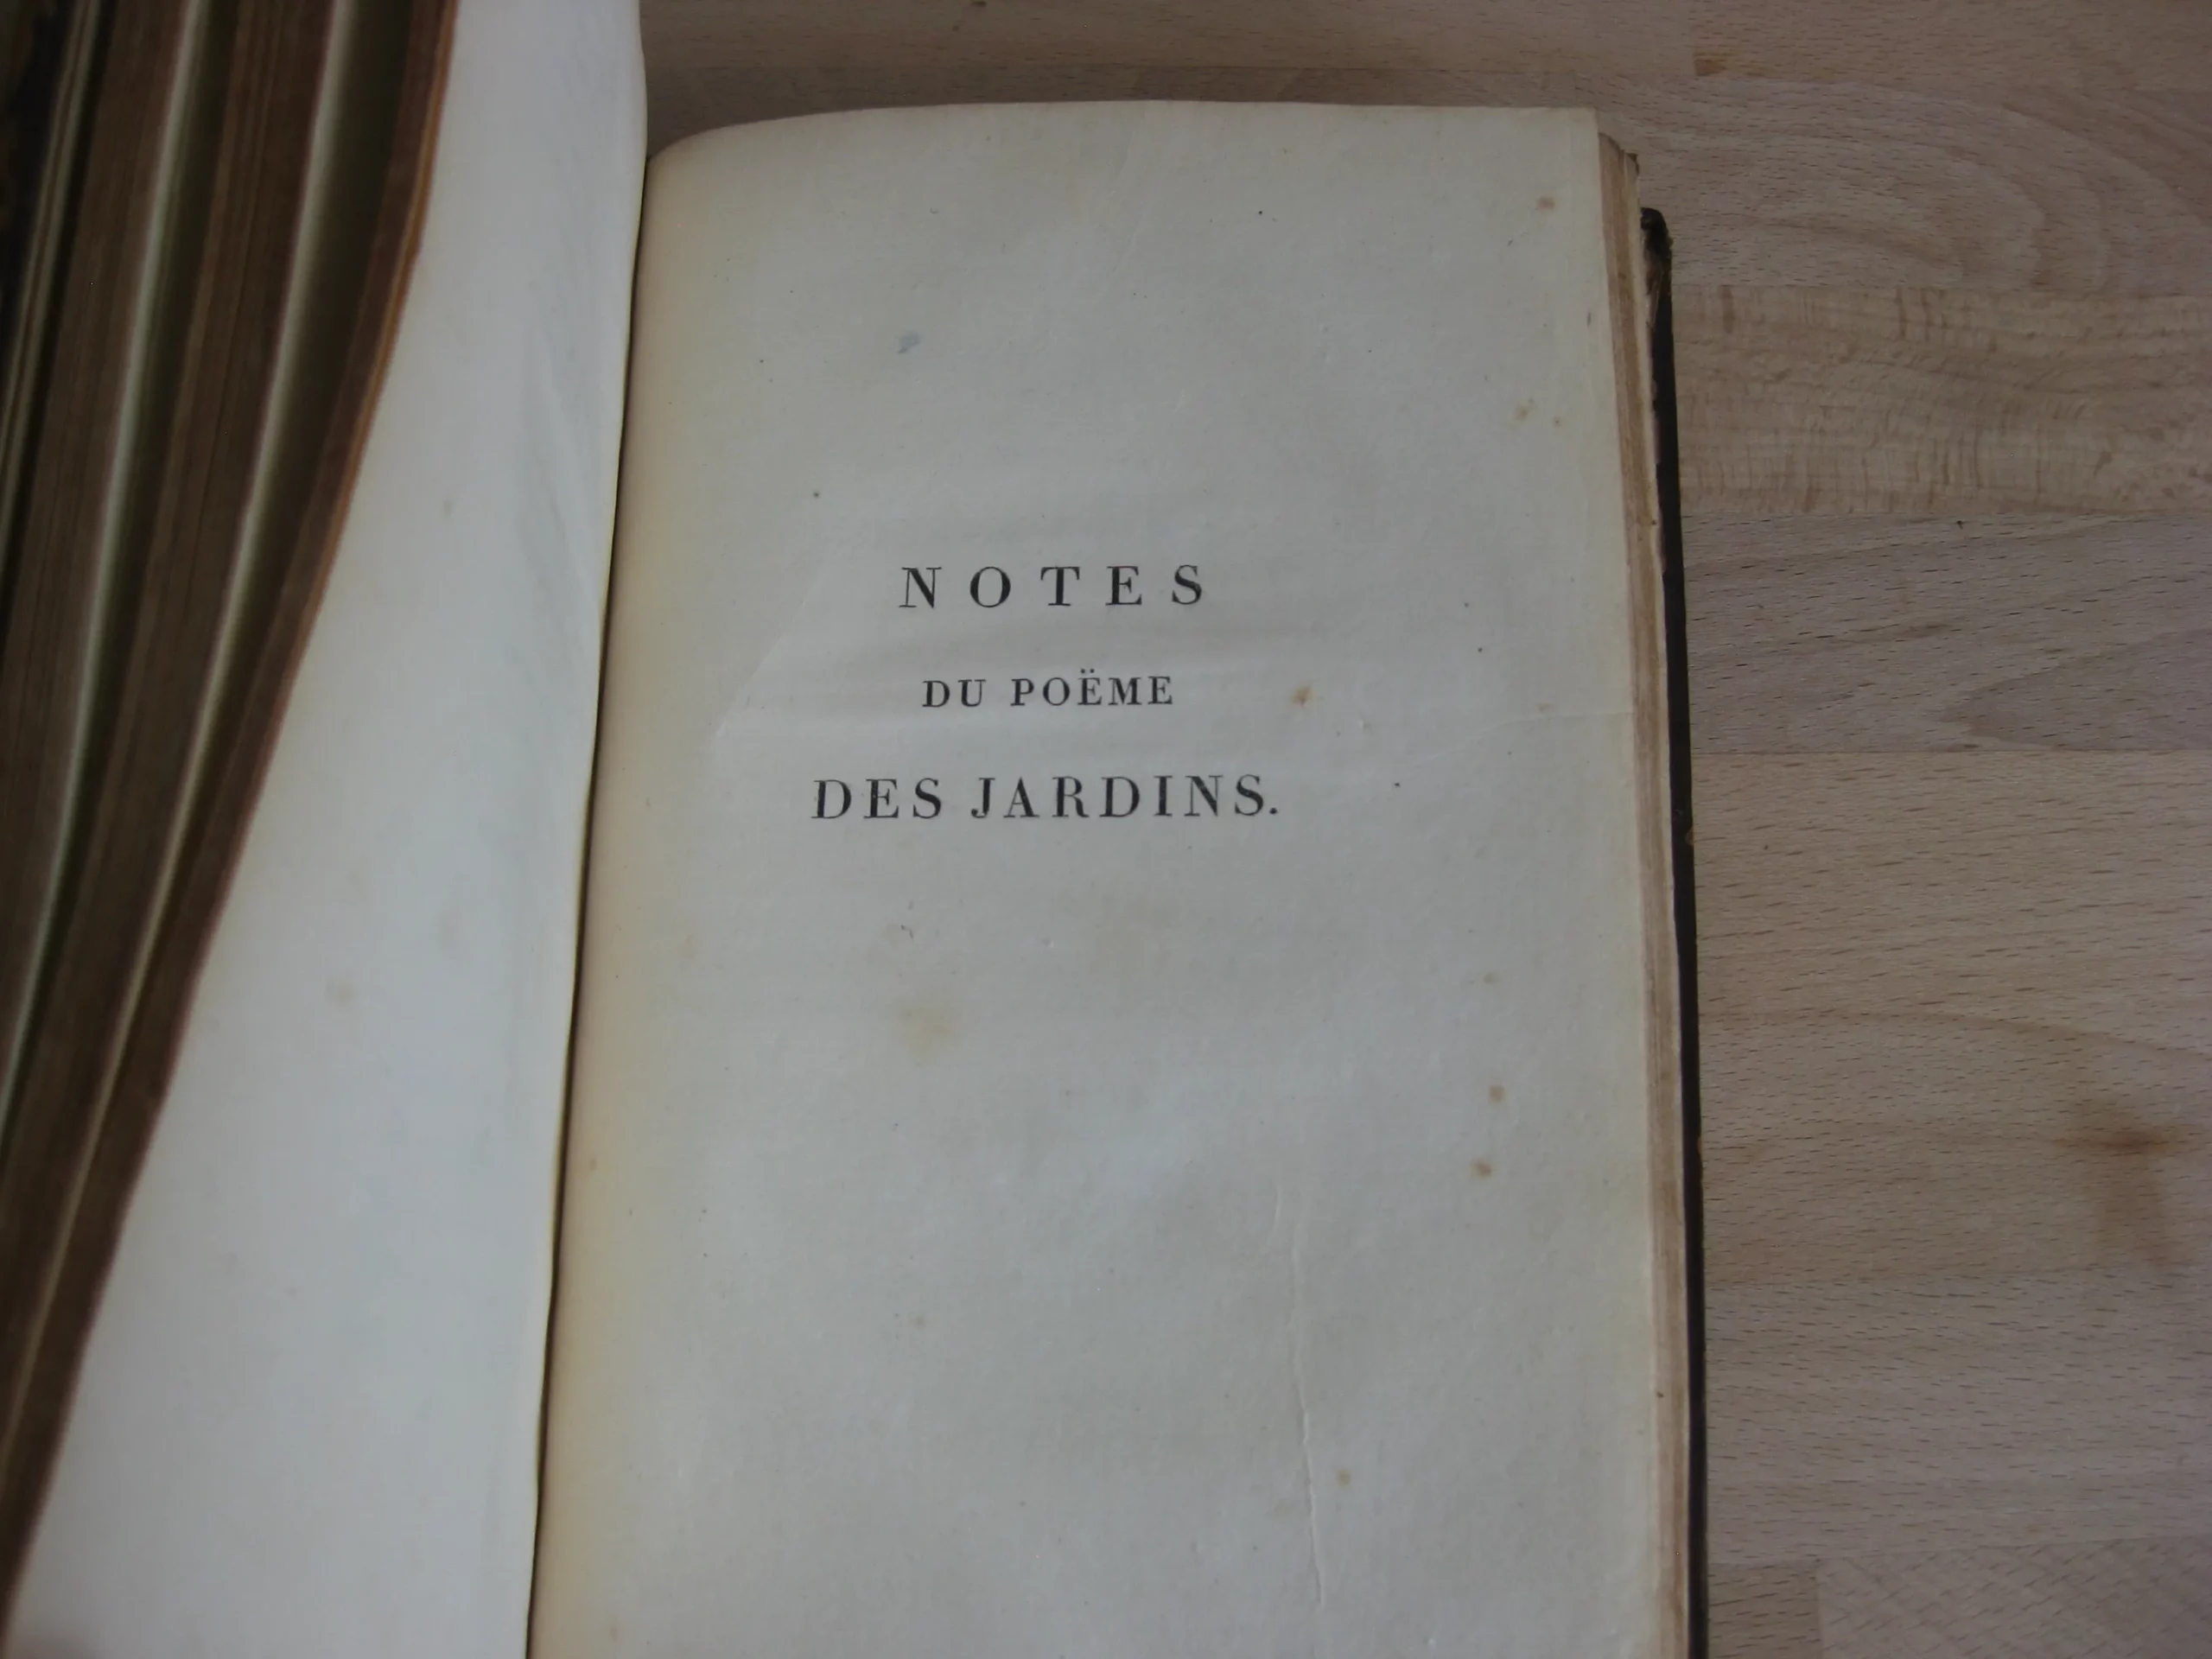 NOTES
DU POËME
DES JARDINS.